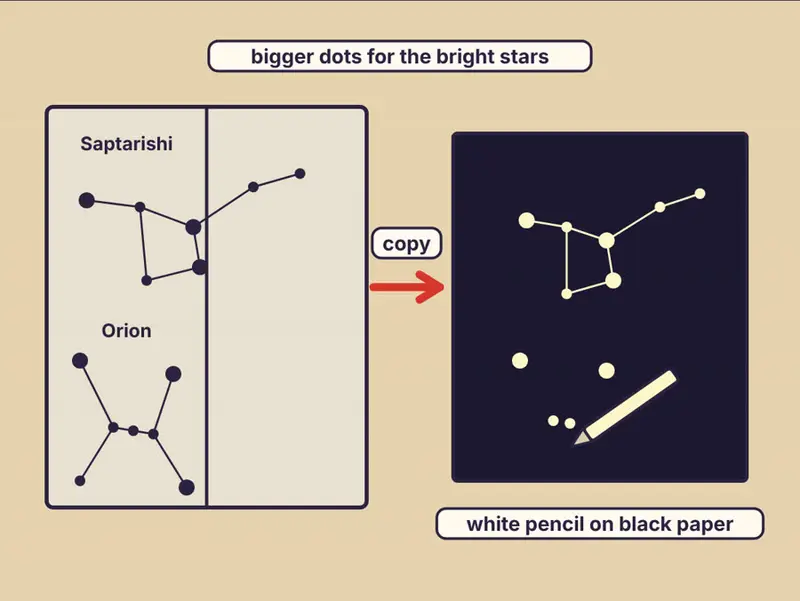 bigger dots for the bright stars
Saptarishi
copy
Orion
white pencil on black paper